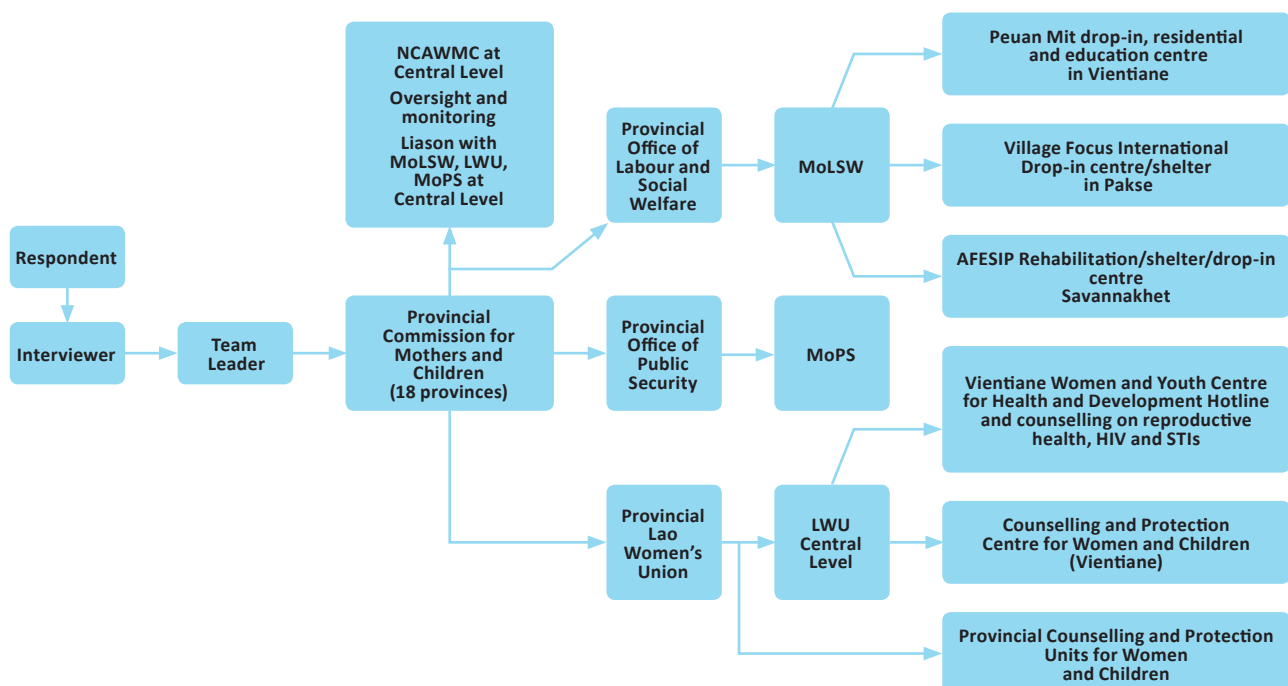 Respondent
Interviewer
Team
Leader
NCAWMC at
Central Level
Oversight and
monitoring
Liason with
MoLSW, LWU,
MoPS at
Central Level
Provincial
Commission for
Mothers and
Children
(18 provinces)
Provincial
Office of
Labour and
Social
Welfare
Provincial
Office of
Public
Security
Provincial
Lao
Women’s
Union
MoLSW
MoPS
LWU
Central
Level
Peuan Mit drop-in, residential
and education centre
in Vientiane
Village Focus International
Drop-in centre/shelter
in Pakse
AFESIP Rehabilitation/shelter/drop-in
centre
Savannakhet
Vientiane Women and Youth Centre
for Health and Development Hotline
and counselling on reproductive
health, HIV and STIs
Counselling and Protection
Centre for Women and Children
(Vientiane)
Provincial Counselling and Protection
Units for Women
and Children